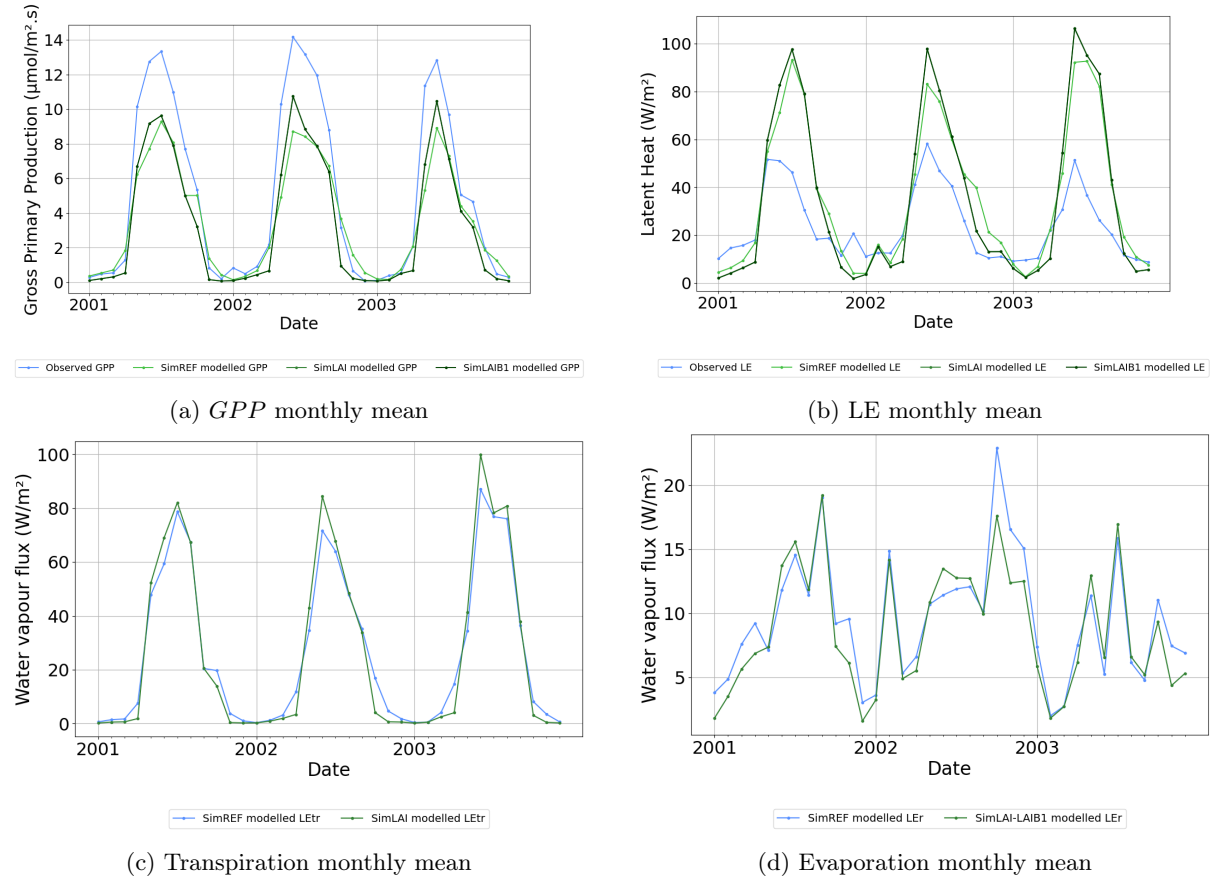 Gross Primary Production (μmol/m².s)
14
12
10
8
6
4
2
0
2001
2002
2003
Date
Observed GPP
SimREF modelled GPP
SimLAI modelled GPP
SimLAIB1 modelled GPP
(a) GPP monthly mean
Latent Heat (W/m²)
100
80
60
40
20
0
2001
2002
2003
Date
Observed LE
SimREF modelled LE
SimLAI modelled LE
SimLAIB1 modelled LE
(b) LE monthly mean
Water vapour flux (W/m²)
100
80
60
40
20
0
2001
2002
2003
Date
SimREF modelled LEtr
SimLAI modelled LEtr
(c) Transpiration monthly mean
Water vapour flux (W/m²)
20
15
10
5
2001
2002
2003
Date
SimREF modelled LEr
SimLAI-LAIB1 modelled LEr
(d) Evaporation monthly mean